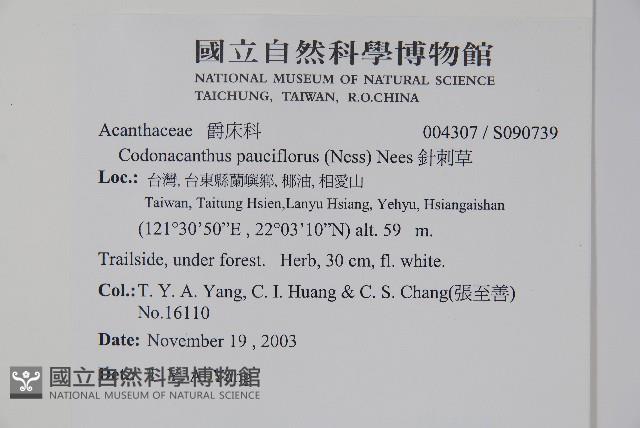 國立自然科學博物館
NATIONAL MUSEUM OF NATURAL SCIENCE
TAICHUNG, TAIWAN, R.O.CHINA
Acanthaceae 爵床科 004307 / S090739
Codonacanthus pauciflorus (Ness) Nees 針刺草
Loc.: 台灣, 台東縣蘭嶼鄉, 椰油, 相愛山
Taiwan, Taitung Hsien,Lanyu Hsiang, Yehyu, Hsiangaishan
(121°30'50”E , 22°03'10”N) alt. 59 m.
Trailside, under forest. Herb, 30 cm, fl. white.
Col.: T. Y. A. Yang, C. I. Huang & C. S. Chang(張至善)
No.16110
Date: November 19 , 2003
國立自然科學博物館
NATIONAL MUSEUM OF NATURAL SCIENCE